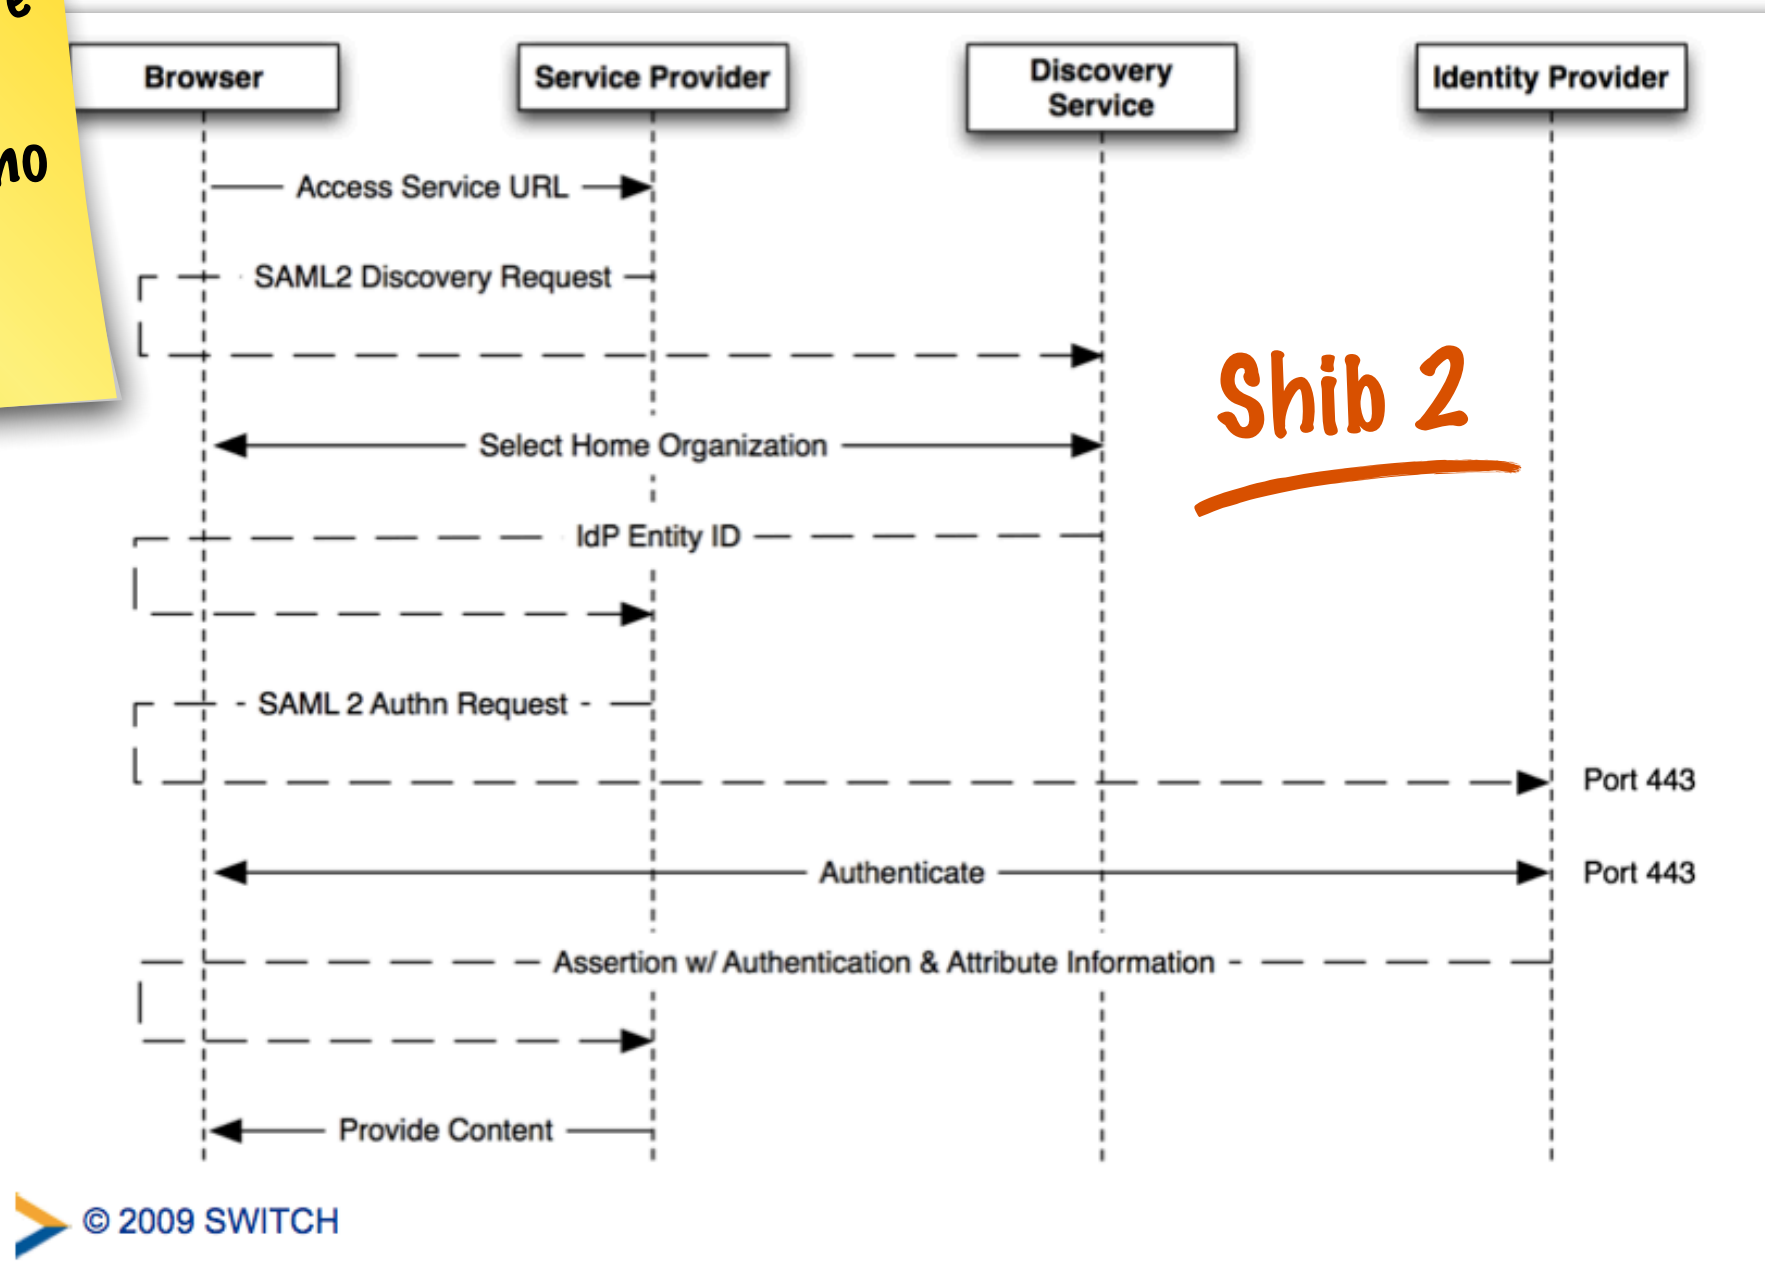 Browser
Service Provider
Discovery
Service
Identity Provider
Access Service URL
SAML2 Discovery Request
Shib 2
Select Home Organization
IdP Entity ID
SAML 2 Authn Request
Port 443
Authenticate
Port 443
Assertion w/ Authentication & Attribute Information
Provide Content
© 2009 SWITCH